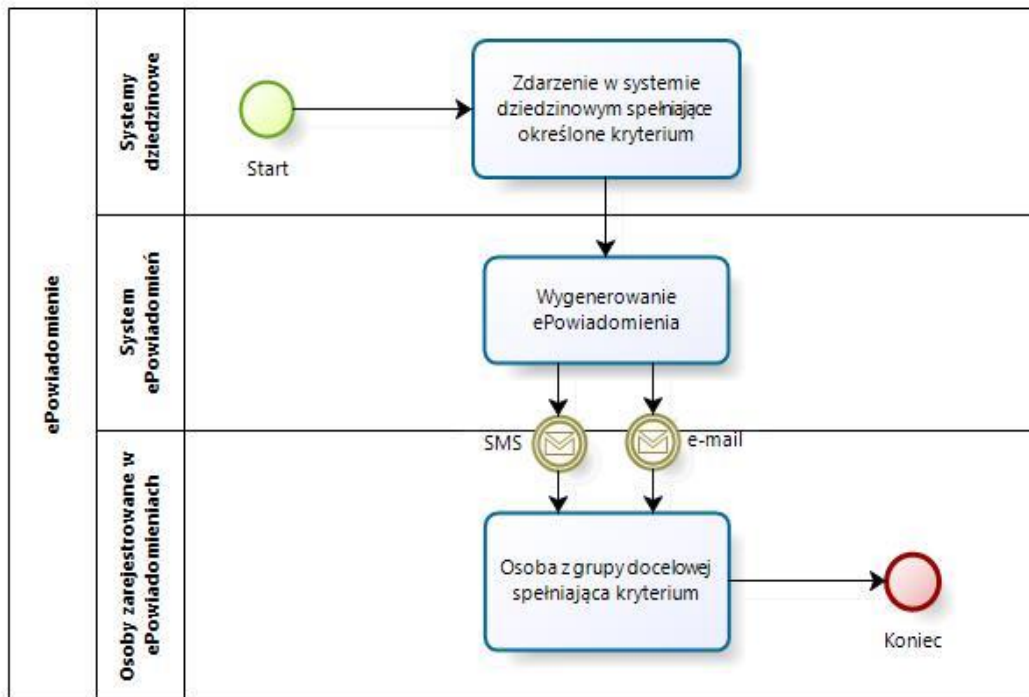 ePowiadomienie
Systemy
dziedzinowe
Start
Zdarzenie w systemie
dziedzinowym spełniające
określone kryterium
System
ePowiadomień
Wygenerowanie
ePowiadomienia
SMS
e-mail
Osoby zarejestrowane w
ePowiadomieniach
Osoba z grupy docelowej
spełniająca kryterium
Koniec